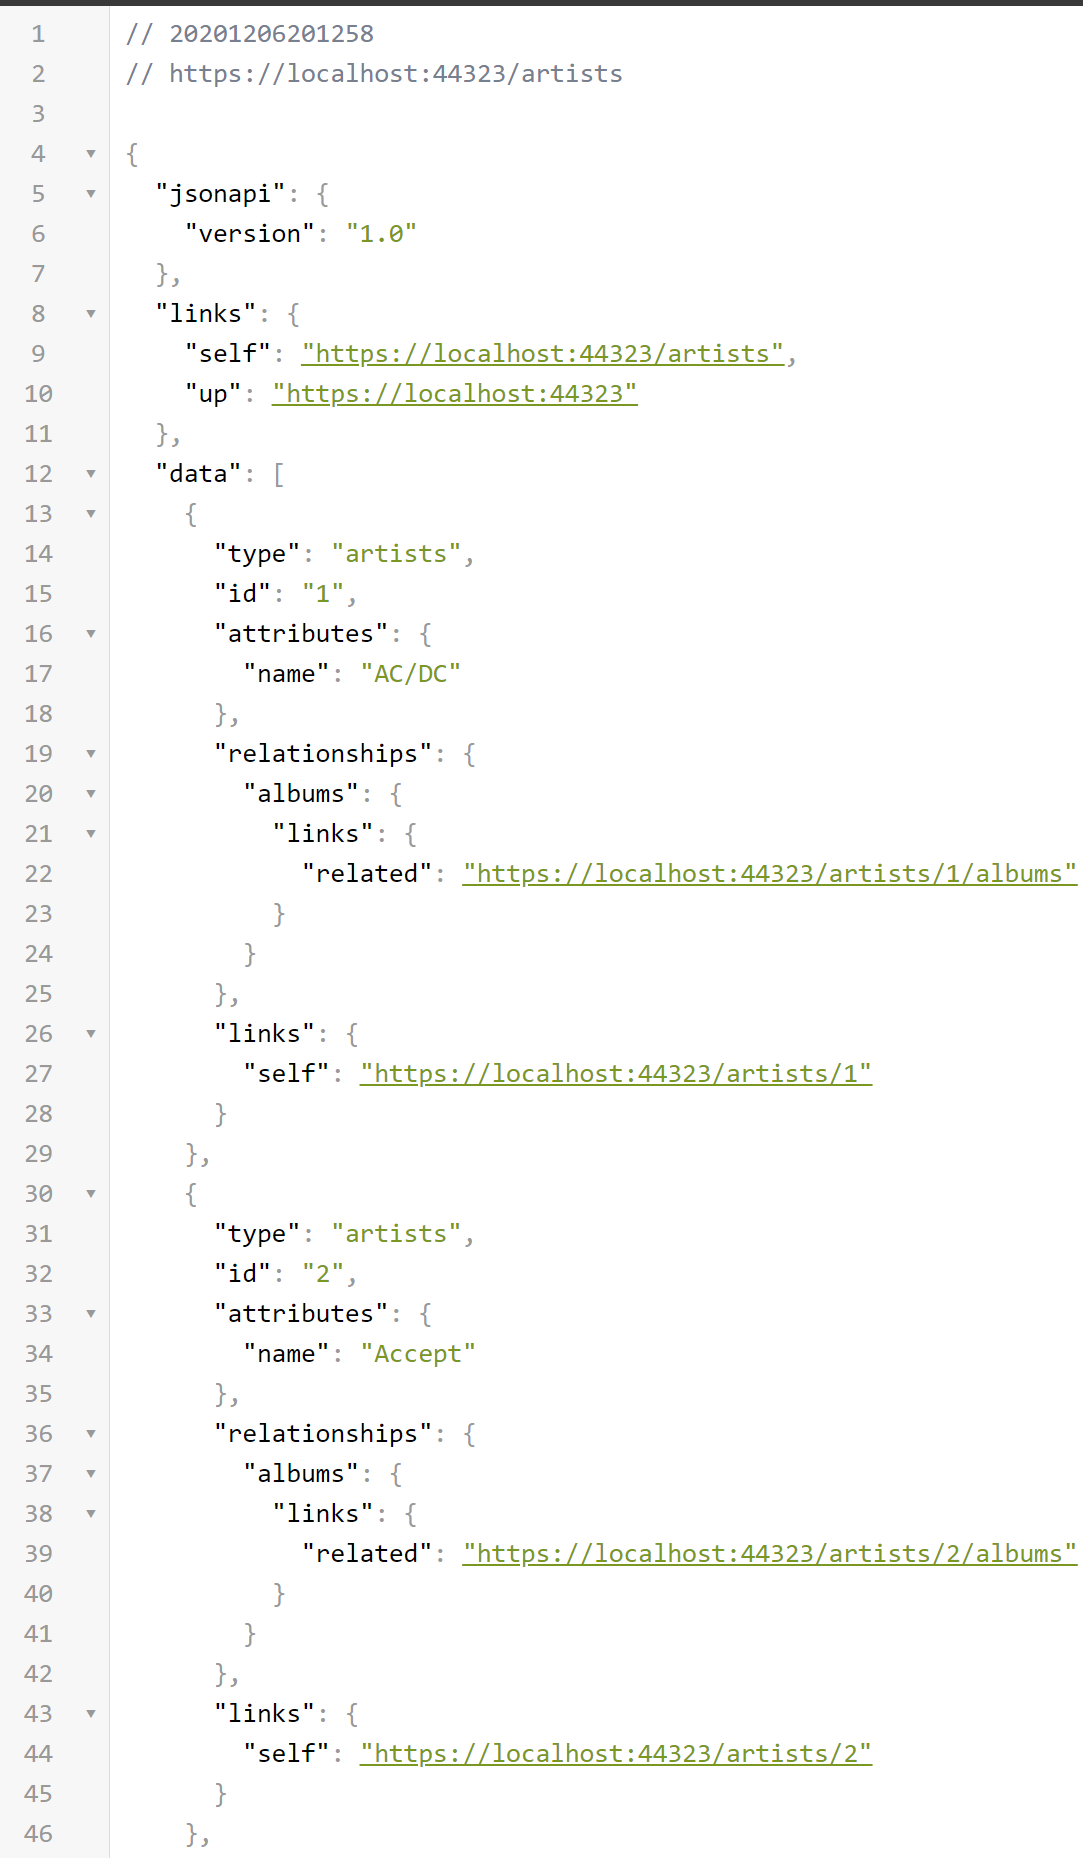 1 // 20201206201258
2 // https://localhost:44323/artists
3
4 ▼ {
5 ▼   "jsonapi": {
6       "version": "1.0"
7     },
8 ▼   "links": {
9       "self": "https://localhost:44323/artists",
10       "up": "https://localhost:44323"
11     },
12 ▼   "data": [
13 ▼     {
14         "type": "artists",
15         "id": "1",
16 ▼       "attributes": {
17           "name": "AC/DC"
18         },
19 ▼       "relationships": {
20 ▼         "albums": {
21 ▼           "links": {
22               "related": "https://localhost:44323/artists/1/albums"
23             }
24           }
25         },
26 ▼       "links": {
27           "self": "https://localhost:44323/artists/1"
28         }
29       },
30 ▼     {
31         "type": "artists",
32         "id": "2",
33 ▼       "attributes": {
34           "name": "Accept"
35         },
36 ▼       "relationships": {
37 ▼         "albums": {
38 ▼           "links": {
39               "related": "https://localhost:44323/artists/2/albums"
40             }
41           }
42         },
43 ▼       "links": {
44           "self": "https://localhost:44323/artists/2"
45         }
46       },